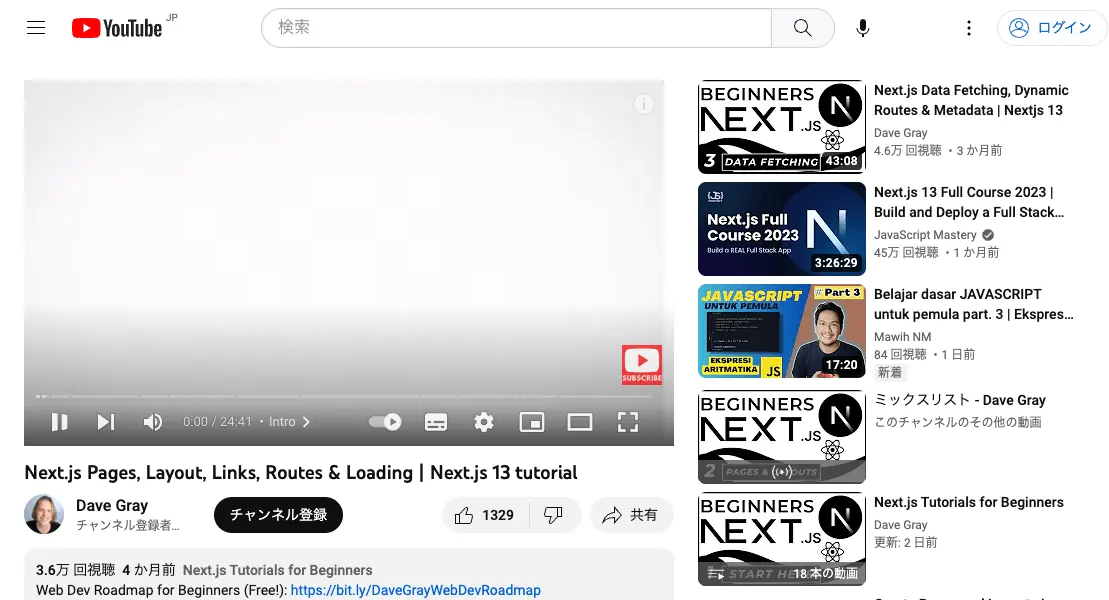 YouTube JP
検索
ログイン
SUBSCRIBE
0:00 / 24:41 • Intro
Next.js Pages, Layout, Links, Routes & Loading | Next.js 13 tutorial
Dave Gray
チャンネル登録者…
チャンネル登録
1329
共有
3.6万 回視聴 4 か月前 Next.js Tutorials for Beginners
Web Dev Roadmap for Beginners (Free!): https://bit.ly/DaveGrayWebDevRoadmap
BEGINNERS
NEXT.JS
N
3 DATA FETCHING
43:08
Next.js Data Fetching, Dynamic
Routes & Metadata | Nextjs 13
Dave Gray
4.6万 回視聴 ・3 か月前
JS
Next.js Full
Course 2023
Build a REAL Full Stack App
N
3:26:29
Next.js 13 Full Course 2023 |
Build and Deploy a Full Stack…
JavaScript Mastery
45万 回視聴 ・1 か月前
JAVASCRIPT
UNTUK PEMULA
# Part 3
EKSPRESI
ARITMATIKA
JS
17:20
Belajar dasar JAVASCRIPT
untuk pemula part. 3 | Ekspres…
Mawih NM
84 回視聴 ・1 日前
新着
BEGINNERS
NEXT.JS
N
2 PAGES & LAYOUTS
ミックスリスト - Dave Gray
このチャンネルのその他の動画
BEGINNERS
NEXT.JS
N
START HE
18 本の動画
Next.js Tutorials for Beginners
Dave Gray
更新: 2 日前